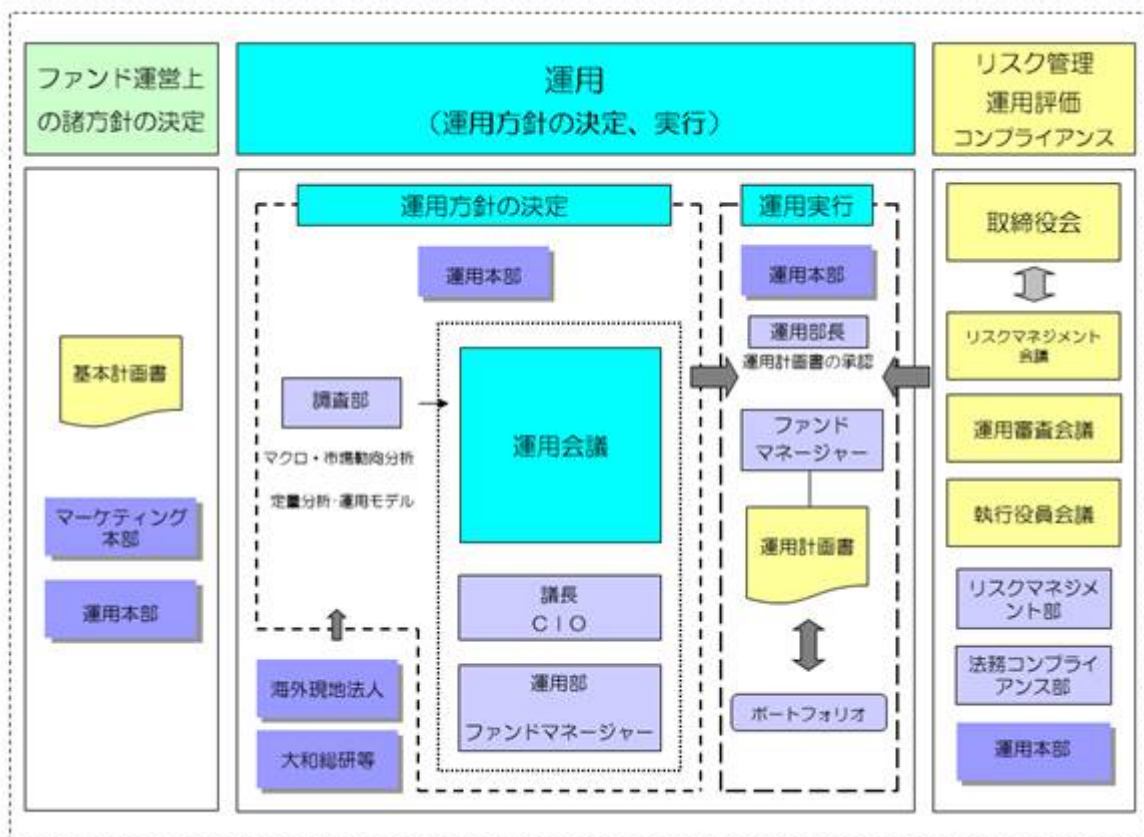 ファンド運営上
の諸方針の決定
運用
（運用方針の決定、実行）
リスク管理
運用評価
コンプライアンス
基本計画書
マーケティング
本部
運用本部
運用方針の決定
運用本部
調査部
マクロ・市場動向分析
定量分析・運用モデル
運用会議
議長
ＣＩＯ
運用部
ファンドマネージャー
海外現地法人
大和総研等
運用実行
運用本部
運用部長
運用計画書の承認
ファンド
マネージャー
運用計画書
ポートフォリオ
取締役会
リスクマネジメント
会議
運用審査会議
執行役員会議
リスクマネジメ
ント部
法務コンプライ
アンス部
運用本部